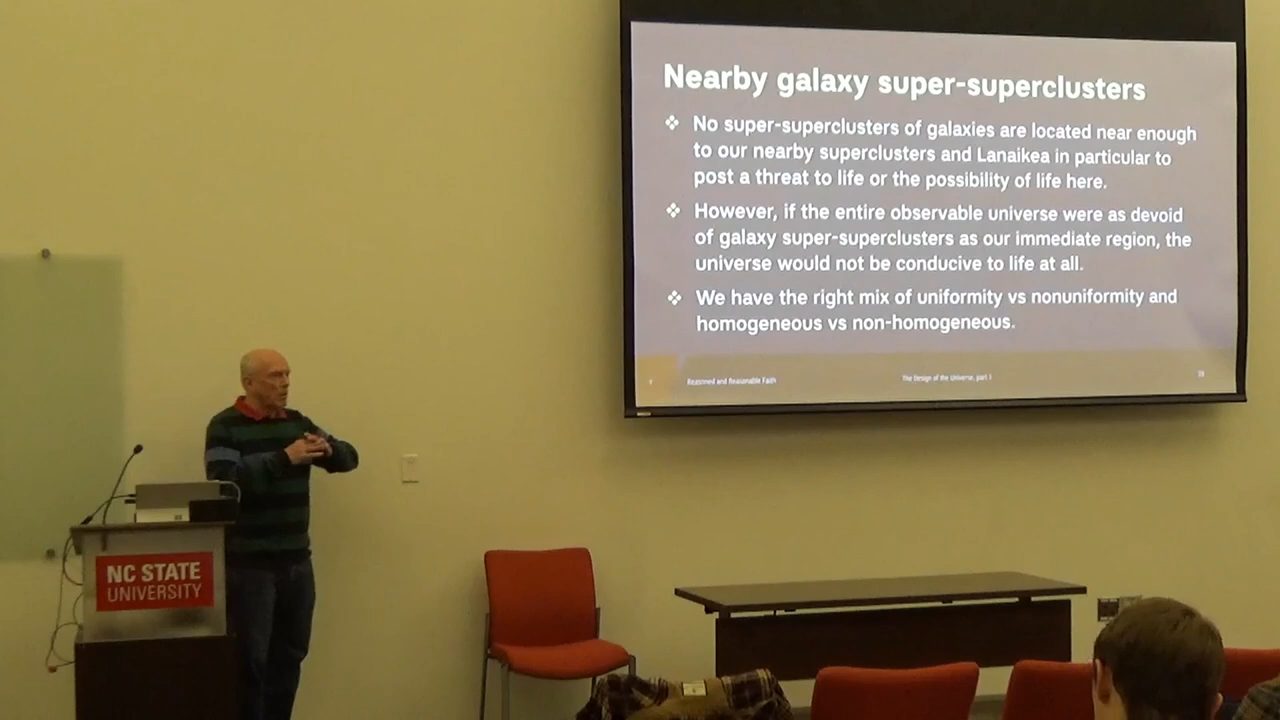 Nearby galaxy super-superclusters
❖ No super-superclusters of galaxies are located near enough
to our nearby superclusters and Lanaikea in particular to
post a threat to life or the possibility of life here.
❖ However, if the entire observable universe were as devoid
of galaxy super-superclusters as our immediate region, the
universe would not be conducive to life at all.
❖ We have the right mix of uniformity vs nonuniformity and
homogeneous vs non-homogeneous.
Reasoned and Reasonable Faith
The Design of the Universe, part 1
NC STATE
UNIVERSITY